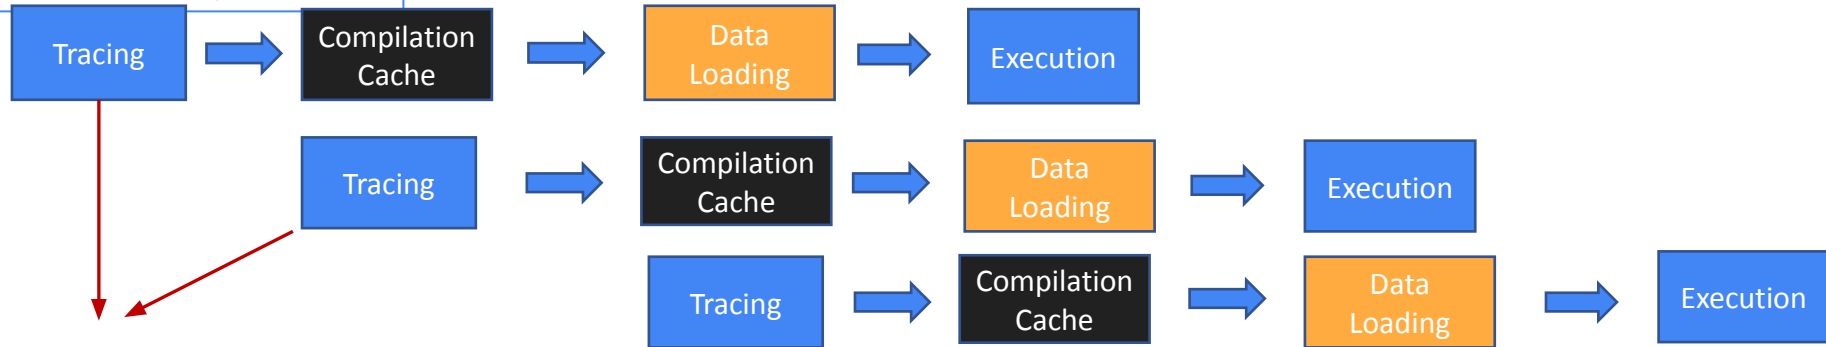 Tracing
Compilation
Cache
Data
Loading
Execution
Tracing
Compilation
Cache
Data
Loading
Execution
Tracing
Compilation
Cache
Data
Loading
Execution